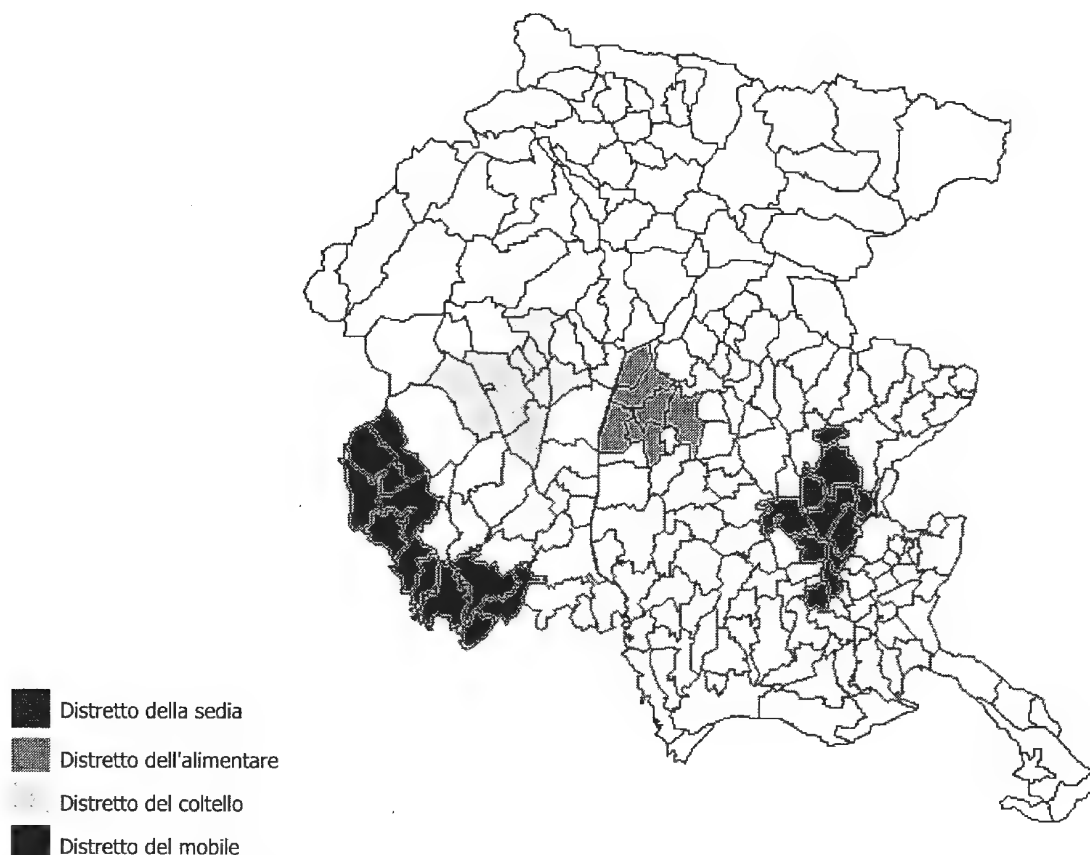 Distretto della sedia
Distretto dell'alimentare
Distretto del coltello
Distretto del mobile